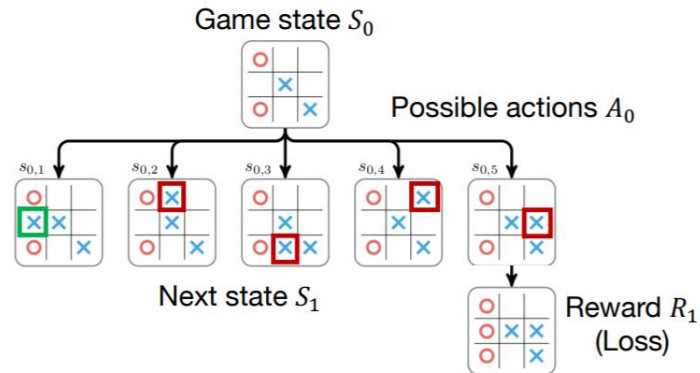 Game state S₀
Possible actions A₀
s₀,₁ s₀,₂ s₀,₃ s₀,₄ s₀,₅
Next state S₁
Reward R₁
(Loss)